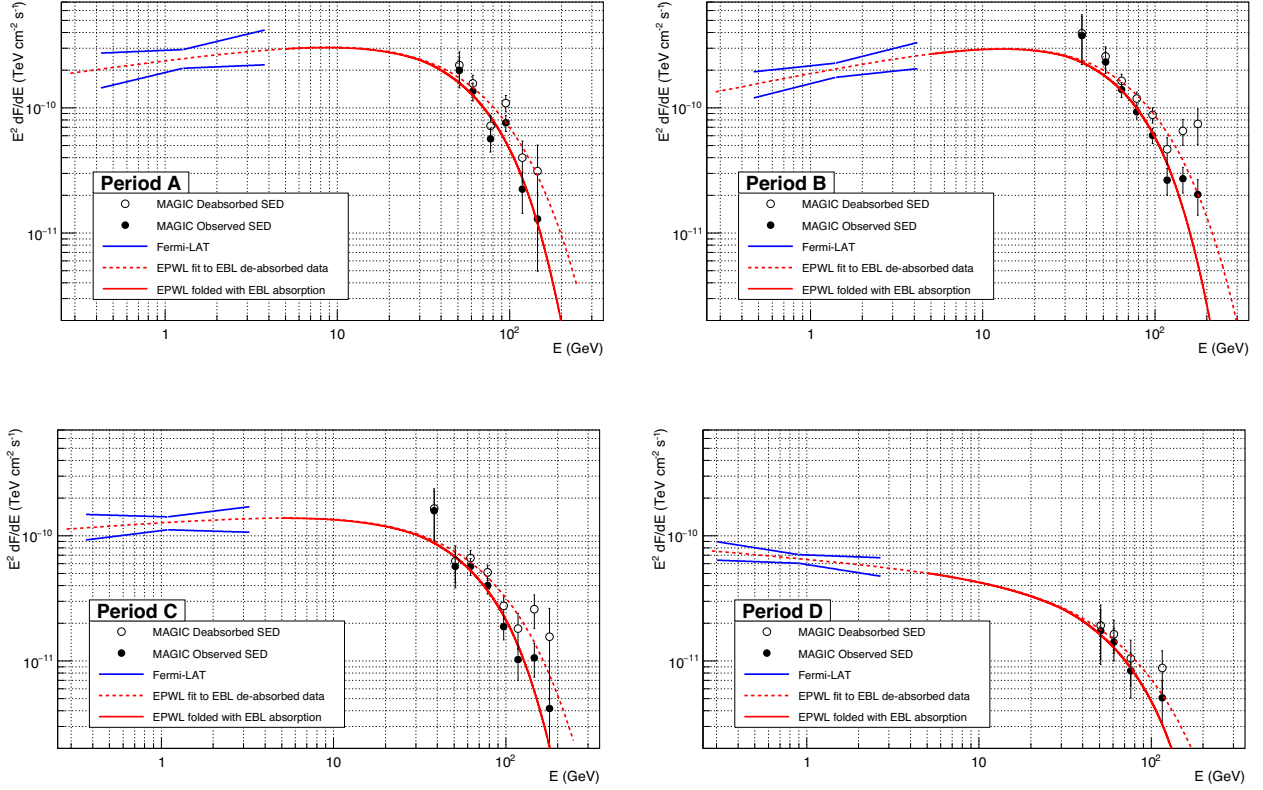 E² dF/dE (TeV cm⁻² s⁻¹)
10⁻¹⁰
10⁻¹¹
Period A
MAGIC Deabsorbed SED
MAGIC Observed SED
Fermi-LAT
EPWL fit to EBL de-absorbed data
EPWL folded with EBL absorption
1 10 10²
E (GeV)
E² dF/dE (TeV cm⁻² s⁻¹)
10⁻¹⁰
10⁻¹¹
Period B
MAGIC Deabsorbed SED
MAGIC Observed SED
Fermi-LAT
EPWL fit to EBL de-absorbed data
EPWL folded with EBL absorption
1 10 10²
E (GeV)
E² dF/dE (TeV cm⁻² s⁻¹)
10⁻¹⁰
10⁻¹¹
Period C
MAGIC Deabsorbed SED
MAGIC Observed SED
Fermi-LAT
EPWL fit to EBL de-absorbed data
EPWL folded with EBL absorption
1 10 10²
E (GeV)
E² dF/dE (TeV cm⁻² s⁻¹)
10⁻¹⁰
10⁻¹¹
Period D
MAGIC Deabsorbed SED
MAGIC Observed SED
Fermi-LAT
EPWL fit to EBL de-absorbed data
EPWL folded with EBL absorption
1 10 10²
E (GeV)